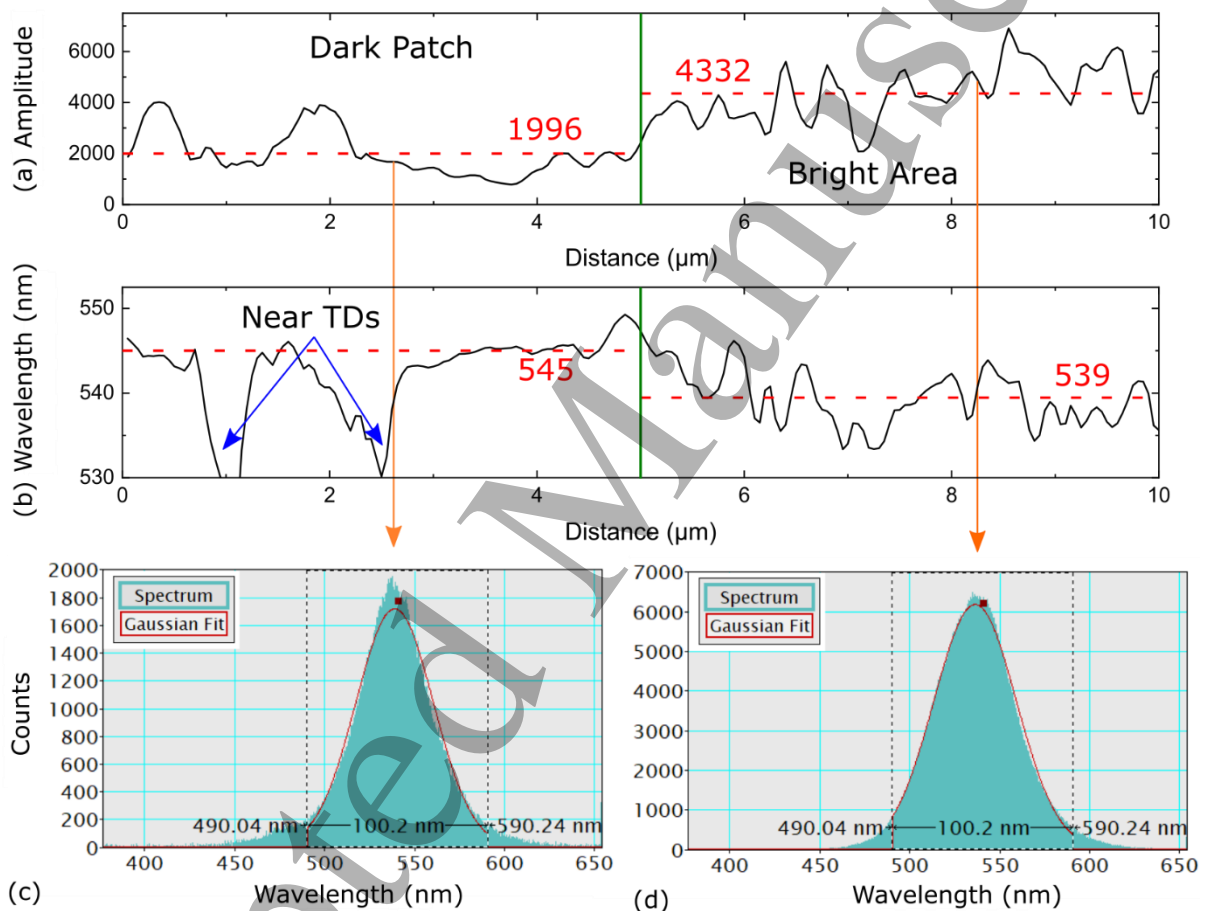 (a) Amplitude
6000
4000
2000
0
Dark Patch
1996
4332
Bright Area
0 2 4 6 8 10
Distance (µm)
(b) Wavelength (nm)
550
540
530
Near TDs
545
539
0 2 4 6 8 10
Distance (µm)
Counts
2000
1800
1600
1400
1200
1000
800
600
400
200
0
Spectrum
Gaussian Fit
490.04 nm 100.2 nm 590.24 nm
400 450 500 550 600 650
(c) Wavelength (nm)
7000
6000
5000
4000
3000
2000
1000
0
Spectrum
Gaussian Fit
490.04 nm 100.2 nm 590.24 nm
400 450 500 550 600 650
(d) Wavelength (nm)